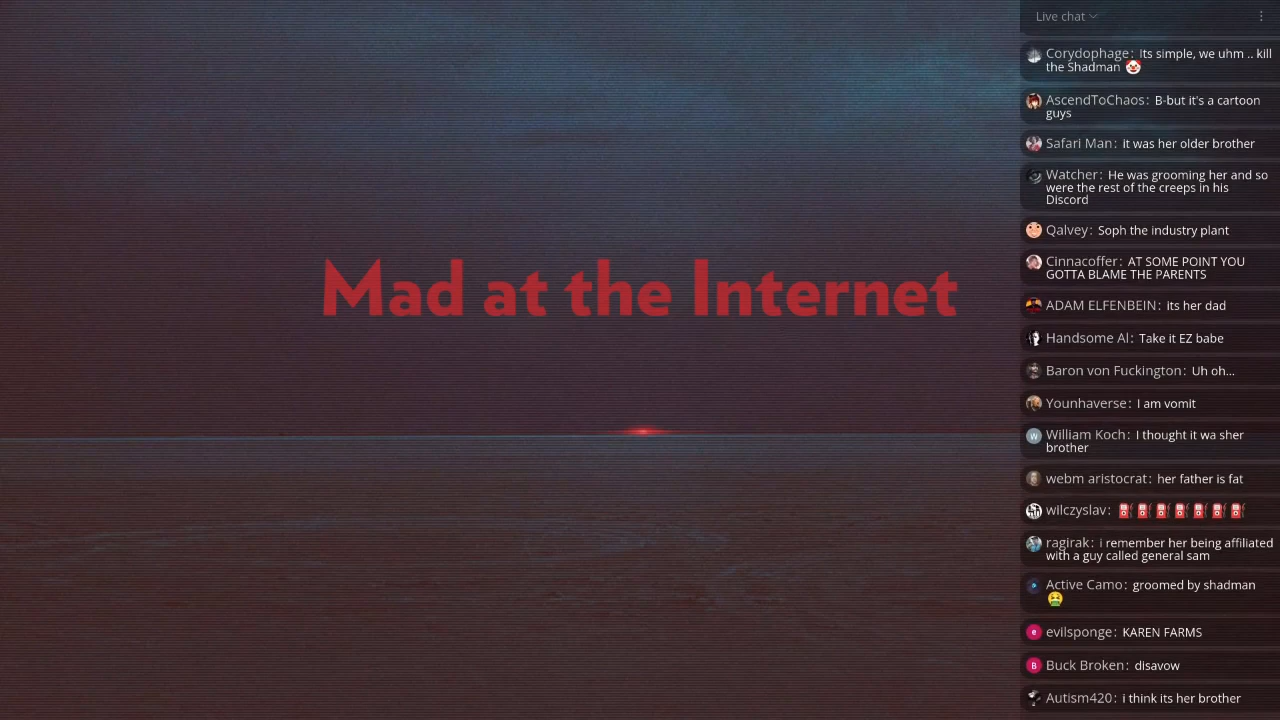 Mad at the Internet
Live chat
Corydophage: Its simple, we uhm .. kill
the Shadman 🤡
AscendToChaos: B-but it's a cartoon
guys
Safari Man: it was her older brother
Watcher: He was grooming her and so
were the rest of the creeps in his
Discord
Qalvey: Soph the industry plant
Cinnacoffer: AT SOME POINT YOU
GOTTA BLAME THE PARENTS
ADAM ELFENBEIN: its her dad
Handsome Al: Take it EZ babe
Baron von Fuckington: Uh oh...
Younhaverse: I am vomit
William Koch: I thought it wa sher
brother
webm aristocrat: her father is fat
wilczyslav: ⛽⛽⛽⛽⛽⛽⛽
ragirak: i remember her being affiliated
with a guy called general sam
Active Camo: groomed by shadman
🤮
evilsponge: KAREN FARMS
Buck Broken: disavow
Autism420: i think its her brother